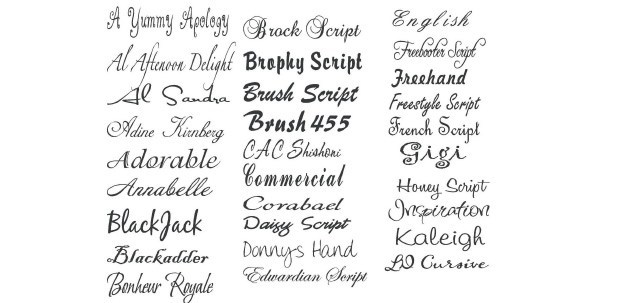 A Yummy Apology
Al Afternoon Delight
Al Sandra
Adine Kirnberg
Adorable
Annabelle
BlackJack
Blackadder
Bonheur Royale
Brock Script
Brophy Script
Brush Script
Brush 455
CAC Shishoni
Commercial
Corabael
Daizy Script
Donny's Hand
Edwardian Script
English
Freebooter Script
Freehand
Freestyle Script
French Script
Gigi
Honey Script
Inspiration
Kaleigh
LD Cursive